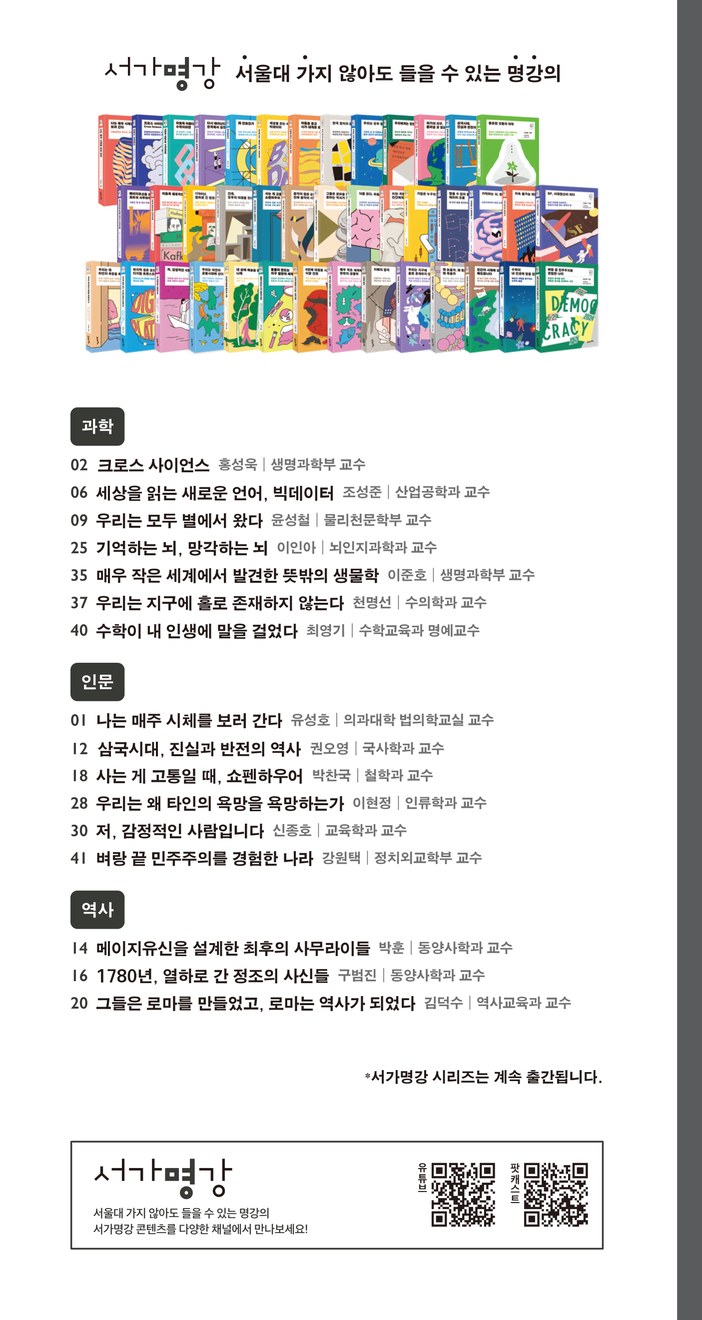 서가명강 서울대 가지 않아도 들을 수 있는 명강의
DEMOCRACY
과학
02 크로스 사이언스 홍성욱 | 생명과학부 교수
06 세상을 읽는 새로운 언어, 빅데이터 조성준 | 산업공학과 교수
09 우리는 모두 별에서 왔다 윤성철 | 물리천문학부 교수
25 기억하는 뇌, 망각하는 뇌 이인아 | 뇌인지과학과 교수
35 매우 작은 세계에서 발견한 뜻밖의 생물학 이준호 | 생명과학부 교수
37 우리는 지구에 홀로 존재하지 않는다 천명선 | 수의학과 교수
40 수학이 내 인생에 말을 걸었다 최영기 | 수학교육과 명예교수
인문
01 나는 매주 시체를 보러 간다 유성호 | 의과대학 법의학교실 교수
12 삼국시대, 진실과 반전의 역사 권오영 | 국사학과 교수
18 사는 게 고통일 때, 쇼펜하우어 박찬국 | 철학과 교수
28 우리는 왜 타인의 욕망을 욕망하는가 이현정 | 인류학과 교수
30 저, 감정적인 사람입니다 신종호 | 교육학과 교수
41 벼랑 끝 민주주의를 경험한 나라 강원택 | 정치외교학부 교수
역사
14 메이지유신을 설계한 최후의 사무라이들 박훈 | 동양사학과 교수
16 1780년, 열하로 간 정조의 사신들 구범진 | 동양사학과 교수
20 그들은 로마를 만들었고, 로마는 역사가 되었다 김덕수 | 역사교육과 교수
*서가명강 시리즈는 계속 출간됩니다.
서가명강
서울대 가지 않아도 들을 수 있는 명강의
서가명강 콘텐츠를 다양한 채널에서 만나보세요!
유튜브
팟캐스트